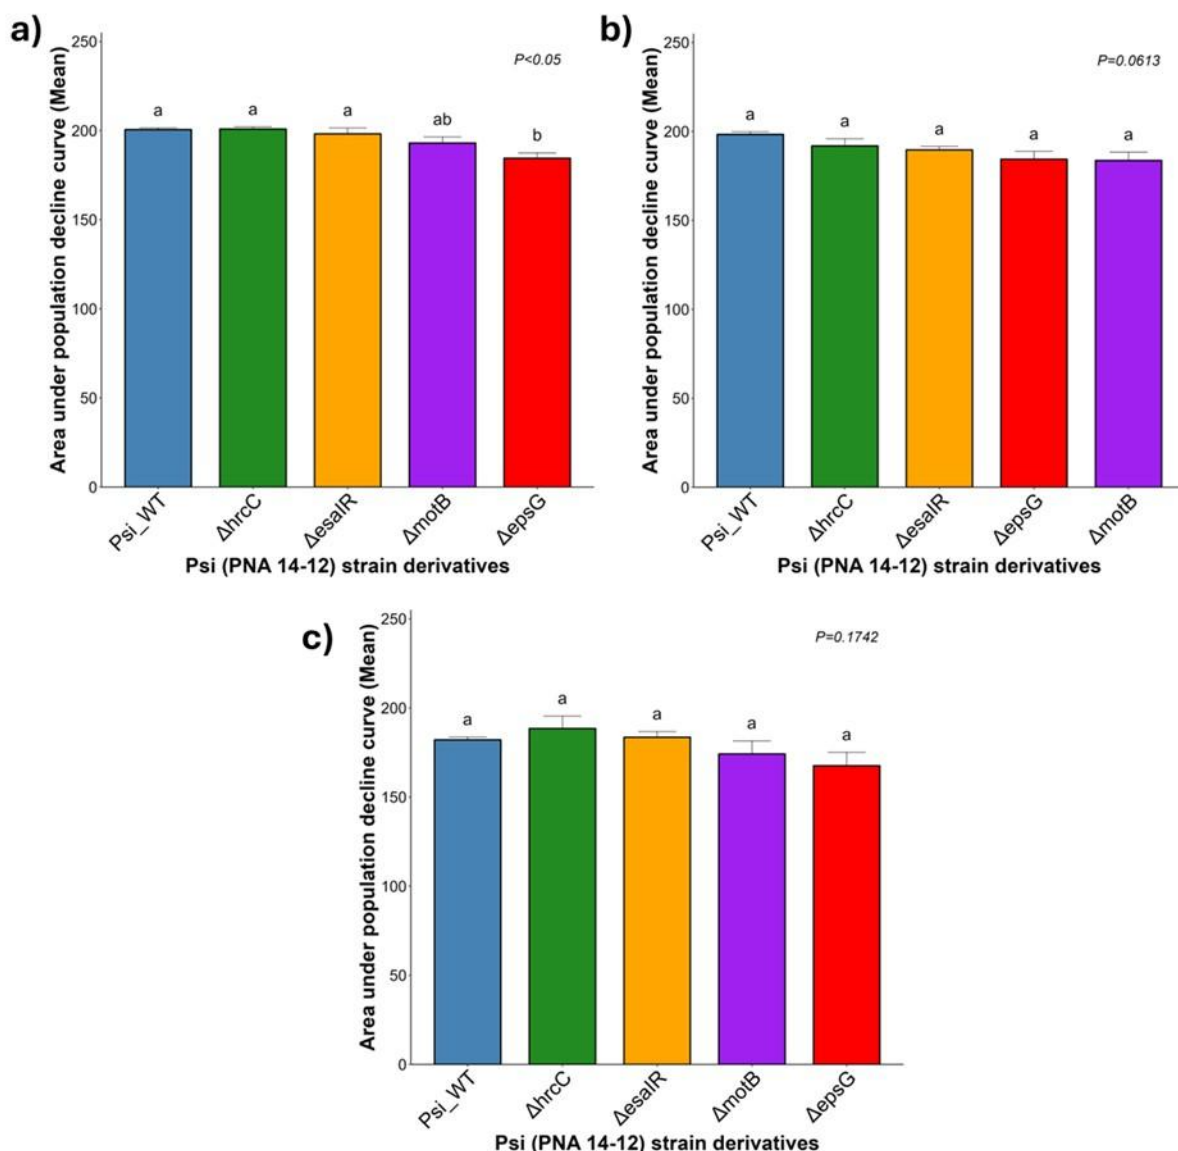 a)
Area under population decline curve (Mean)
250
200
150
100
50
0
P<0.05
a
a
a
ab
b
Psi_WT
ΔhrcC
ΔesaIR
ΔmotB
ΔepsG
Psi (PNA 14-12) strain derivatives
b)
Area under population decline curve (Mean)
250
200
150
100
50
0
P=0.0613
a
a
a
a
a
Psi_WT
ΔhrcC
ΔesaIR
ΔepsG
ΔmotB
Psi (PNA 14-12) strain derivatives
c)
Area under population decline curve (Mean)
250
200
150
100
50
0
P=0.1742
a
a
a
a
a
Psi_WT
ΔhrcC
ΔesaIR
ΔmotB
ΔepsG
Psi (PNA 14-12) strain derivatives